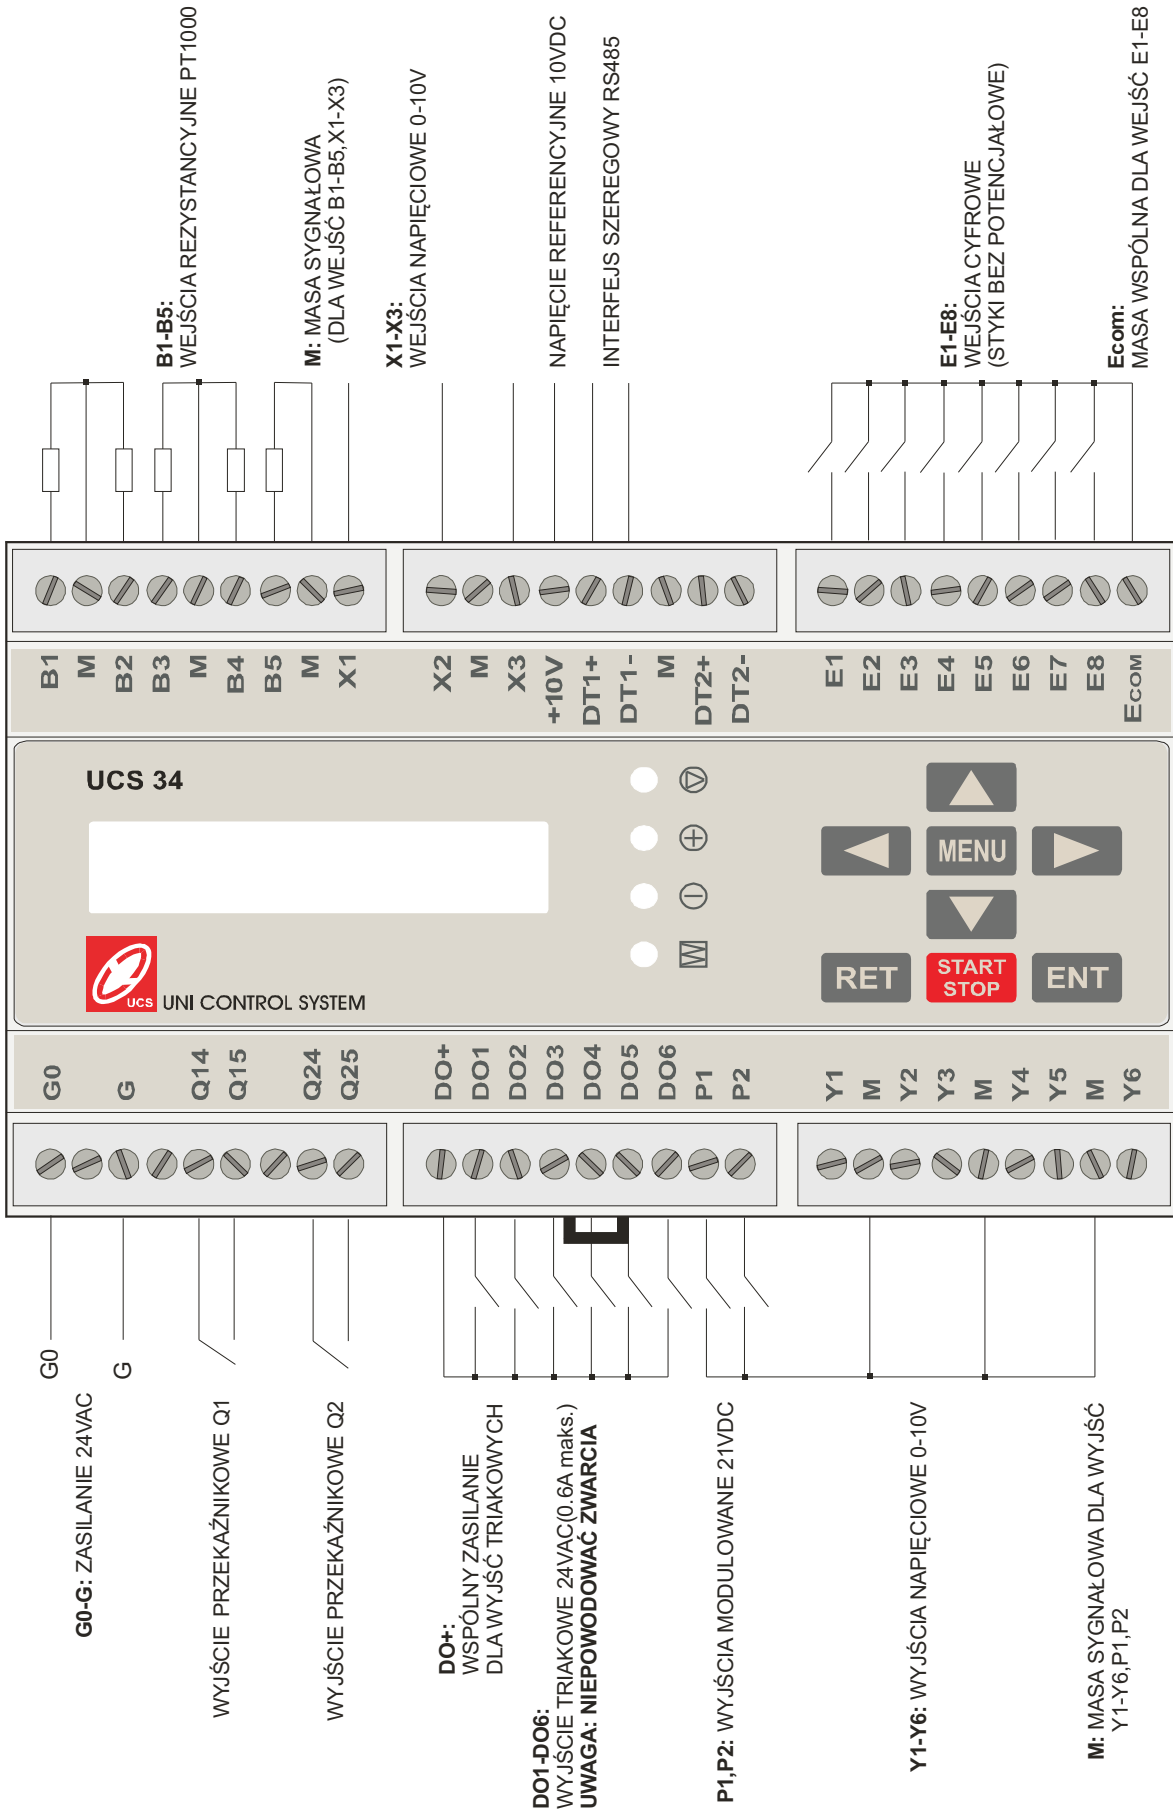 B1-B5:
WEJŚCIA REZYSTANCYJNE PT1000
M: MASA SYGNAŁOWA
(DLA WEJŚĆ B1-B5,X1-X3)
X1-X3:
WEJŚCIA NAPIĘCIOWE 0-10V
NAPIĘCIE REFERENCYJNE 10VDC
INTERFEJS SZEREGOWY RS485
E1-E8:
WEJŚCIA CYFROWE
(STYKI BEZ POTENCJAŁOWE)
Ecom:
MASA WSPÓLNA DLA WEJŚĆ E1-E8
B1
M
B2
B3
M
B4
B5
M
X1
X2
M
X3
+10V
DT1+
DT1-
M
DT2+
DT2-
E1
E2
E3
E4
E5
E6
E7
E8
ECOM
UCS 34
MENU
RET
START
STOP
ENT
UCS
UNI CONTROL SYSTEM
G0
G
Q14
Q15
Q24
Q25
DO+
DO1
DO2
DO3
DO4
DO5
DO6
P1
P2
Y1
M
Y2
Y3
M
Y4
Y5
M
Y6
G0
G
G0-G: ZASILANIE 24VAC
WYJŚCIE PRZEKAŹNIKOWE Q1
WYJŚCIE PRZEKAŹNIKOWE Q2
DO+:
WSPÓLNY ZASILANIE
DLA WYJŚĆ TRIAKOWYCH
DO1-DO6:
WYJŚCIE TRIAKOWE 24VAC(0.6A maks.)
UWAGA: NIEPOWODOWAĆ ZWARCIA
P1,P2: WYJŚCIA MODULOWANE 21VDC
Y1-Y6: WYJŚCIA NAPIĘCIOWE 0-10V
M: MASA SYGNAŁOWA DLA WYJŚĆ
Y1-Y6,P1,P2